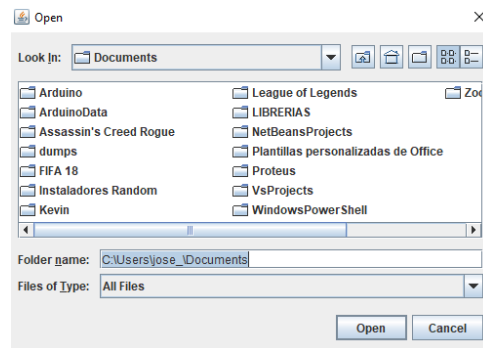 Open
Look In: Documents
Arduino
ArduinoData
Assassin's Creed Rogue
dumps
FIFA 18
Instaladores Random
Kevin
League of Legends
LIBRERIAS
NetBeansProjects
Plantillas personalizadas de Office
Proteus
VsProjects
WindowsPowerShell
Folder name: C:\Users\jose_\Documents
Files of Type: All Files
Open Cancel